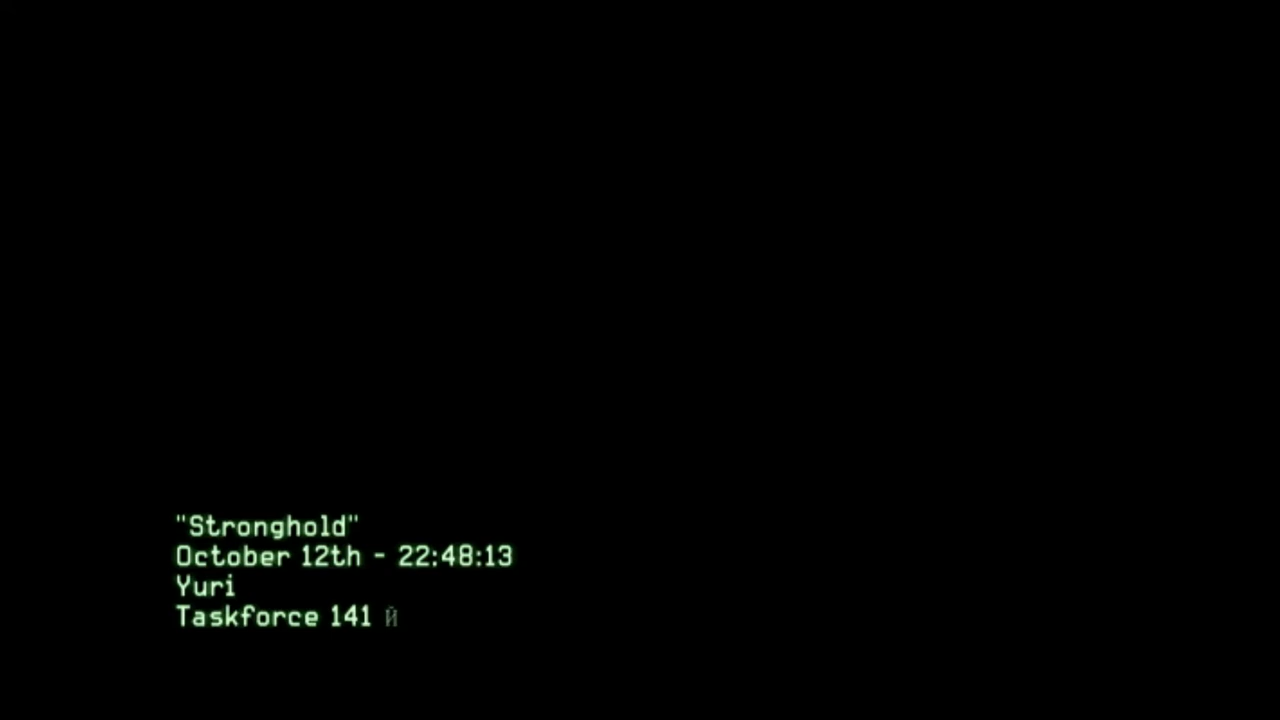 "Stronghold"
October 12th - 22:48:13
Yuri
Taskforce 141 Й